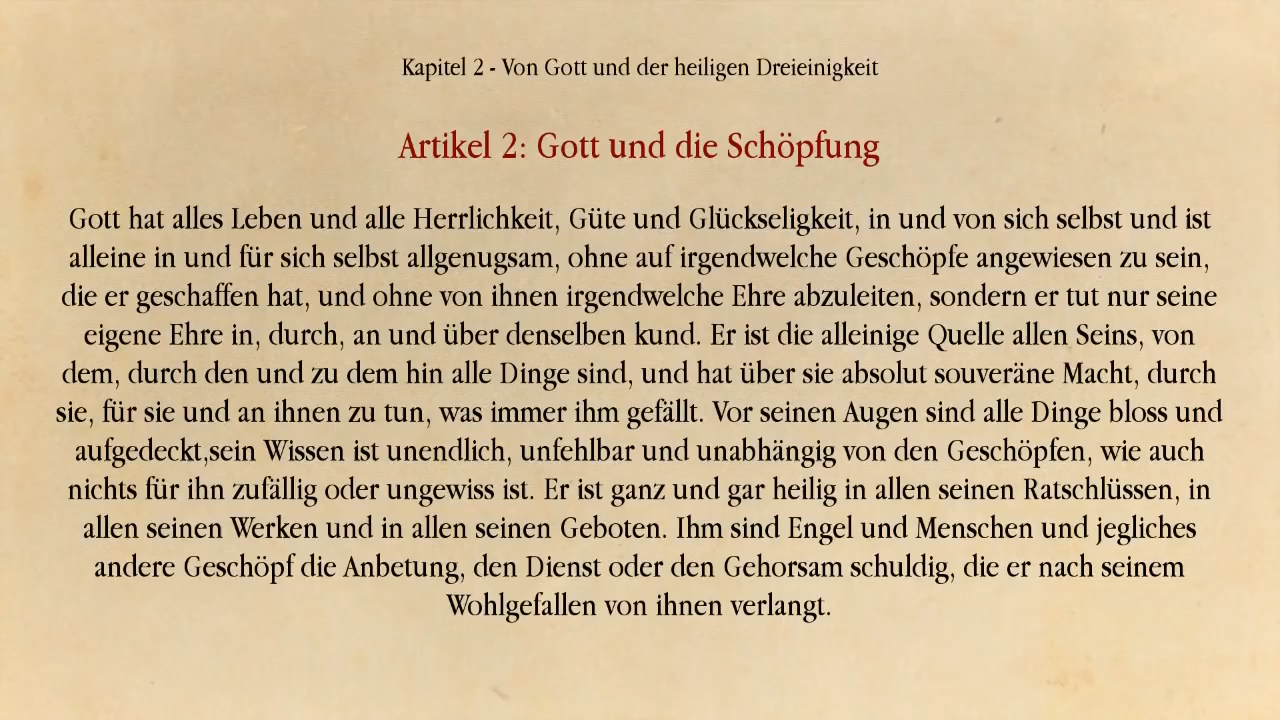 Kapitel 2 - Von Gott und der heiligen Dreieinigkeit
Artikel 2: Gott und die Schöpfung
Gott hat alles Leben und alle Herrlichkeit, Güte und Glückseligkeit, in und von sich selbst und ist
alleine in und für sich selbst allgenugsam, ohne auf irgendwelche Geschöpfe angewiesen zu sein,
die er geschaffen hat, und ohne von ihnen irgendwelche Ehre abzuleiten, sondern er tut nur seine
eigene Ehre in, durch, an und über denselben kund. Er ist die alleinige Quelle allen Seins, von
dem, durch den und zu dem hin alle Dinge sind, und hat über sie absolut souveräne Macht, durch
sie, für sie und an ihnen zu tun, was immer ihm gefällt. Vor seinen Augen sind alle Dinge bloss und
aufgedeckt,sein Wissen ist unendlich, unfehlbar und unabhängig von den Geschöpfen, wie auch
nichts für ihn zufällig oder ungewiss ist. Er ist ganz und gar heilig in allen seinen Ratschlüssen, in
allen seinen Werken und in allen seinen Geboten. Ihm sind Engel und Menschen und jegliches
andere Geschöpf die Anbetung, den Dienst oder den Gehorsam schuldig, die er nach seinem
Wohlgefallen von ihnen verlangt.